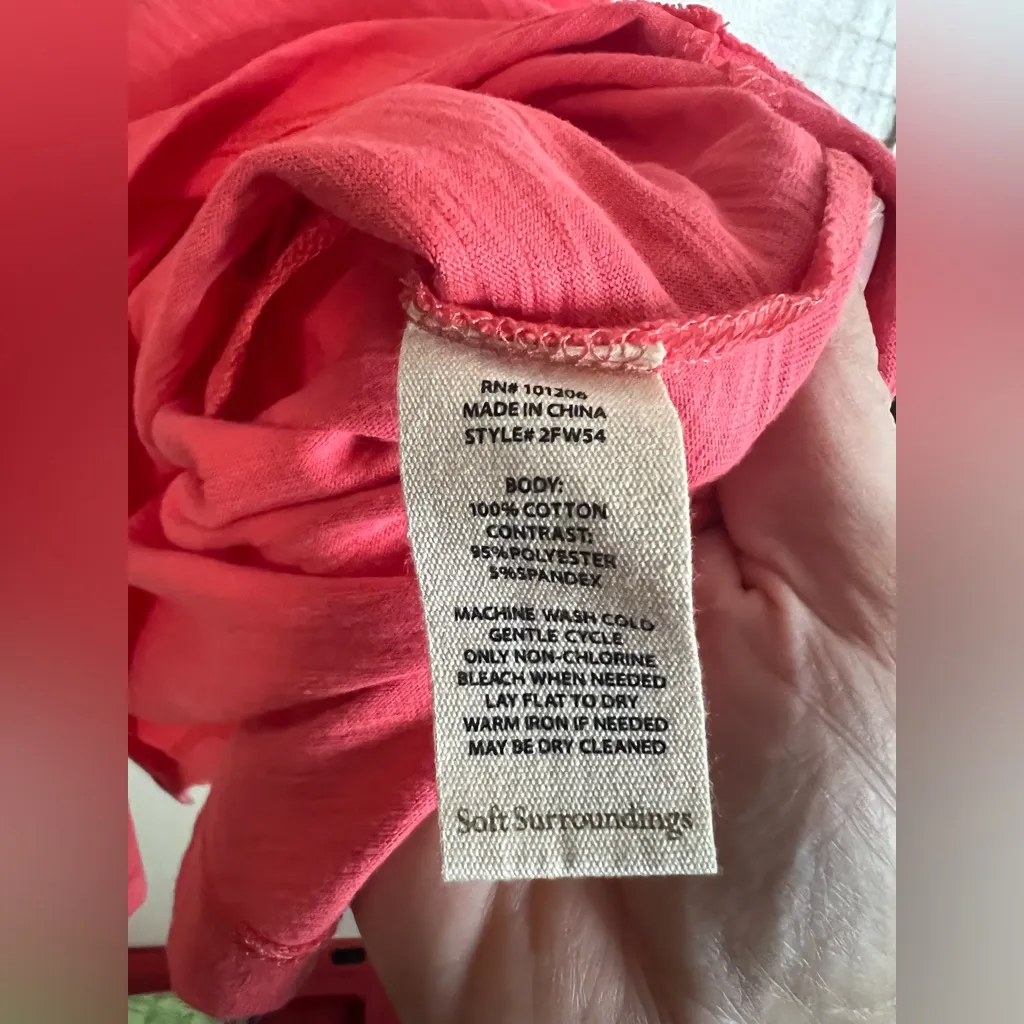 RN# 101206
MADE IN CHINA
STYLE# 2FW54
BODY:
100% COTTON
CONTRAST:
95%POLYESTER
5%SPANDEX
MACHINE WASH COLD
GENTLE CYCLE
ONLY NON-CHLORINE
BLEACH WHEN NEEDED
LAY FLAT TO DRY
WARM IRON IF NEEDED
MAY BE DRY CLEANED
Soft Surroundings